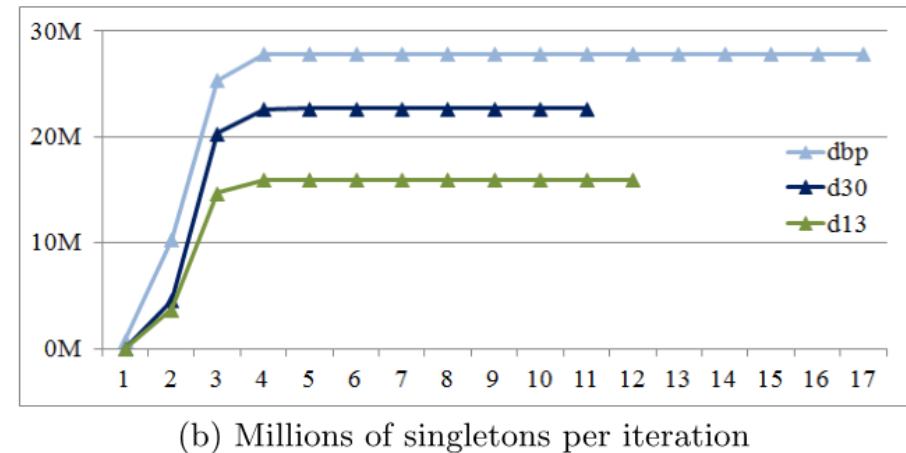 30M
20M
10M
0M
dbp
d30
d13
1 2 3 4 5 6 7 8 9 10 11 12 13 14 15 16 17
(b) Millions of singletons per iteration